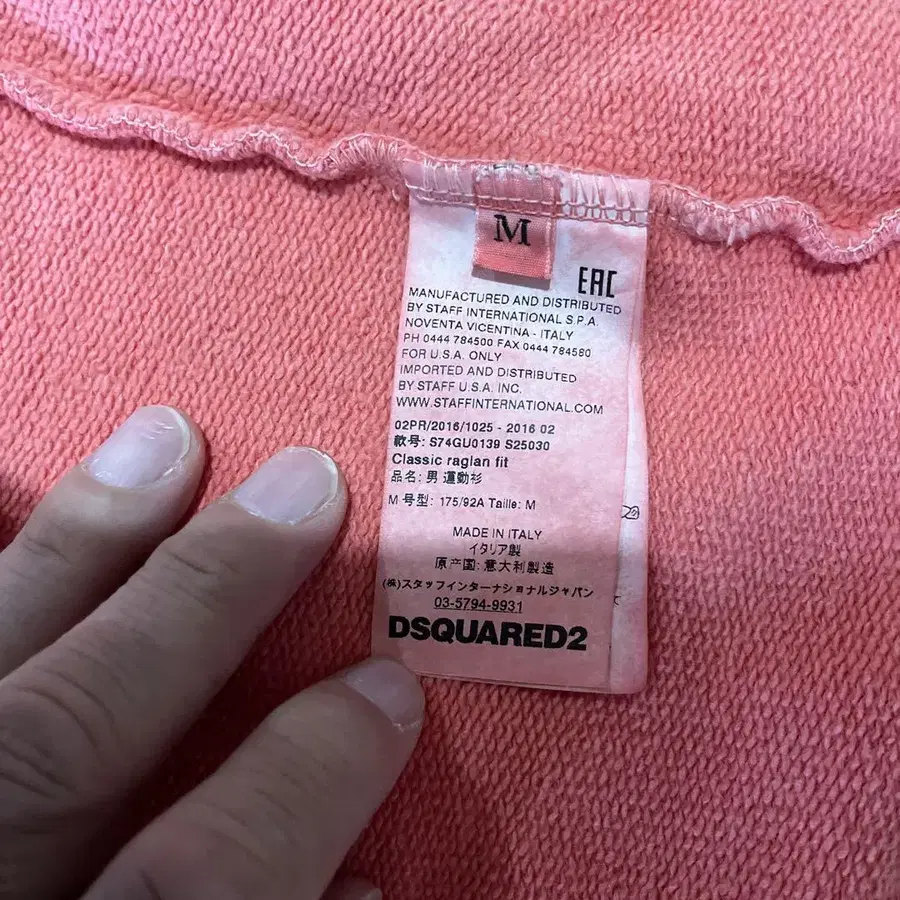 M
EAC
MANUFACTURED AND DISTRIBUTED
BY STAFF INTERNATIONAL S.P.A.
NOVENTA VICENTINA - ITALY
PH 0444 784500 FAX 0444 784580
FOR U.S.A. ONLY
IMPORTED AND DISTRIBUTED
BY STAFF U.S.A. INC.
WWW.STAFFINTERNATIONAL.COM
02PR/2016/1025 - 2016 02
款号: S74GU0139 S25030
Classic raglan fit
品名: 男 運動衫
M 号型: 175/92A Taille: M
MADE IN ITALY
イタリア製
原产国: 意大利製造
(株)スタッフインターナショナルジャパン
03-5794-9931
DSQUARED2